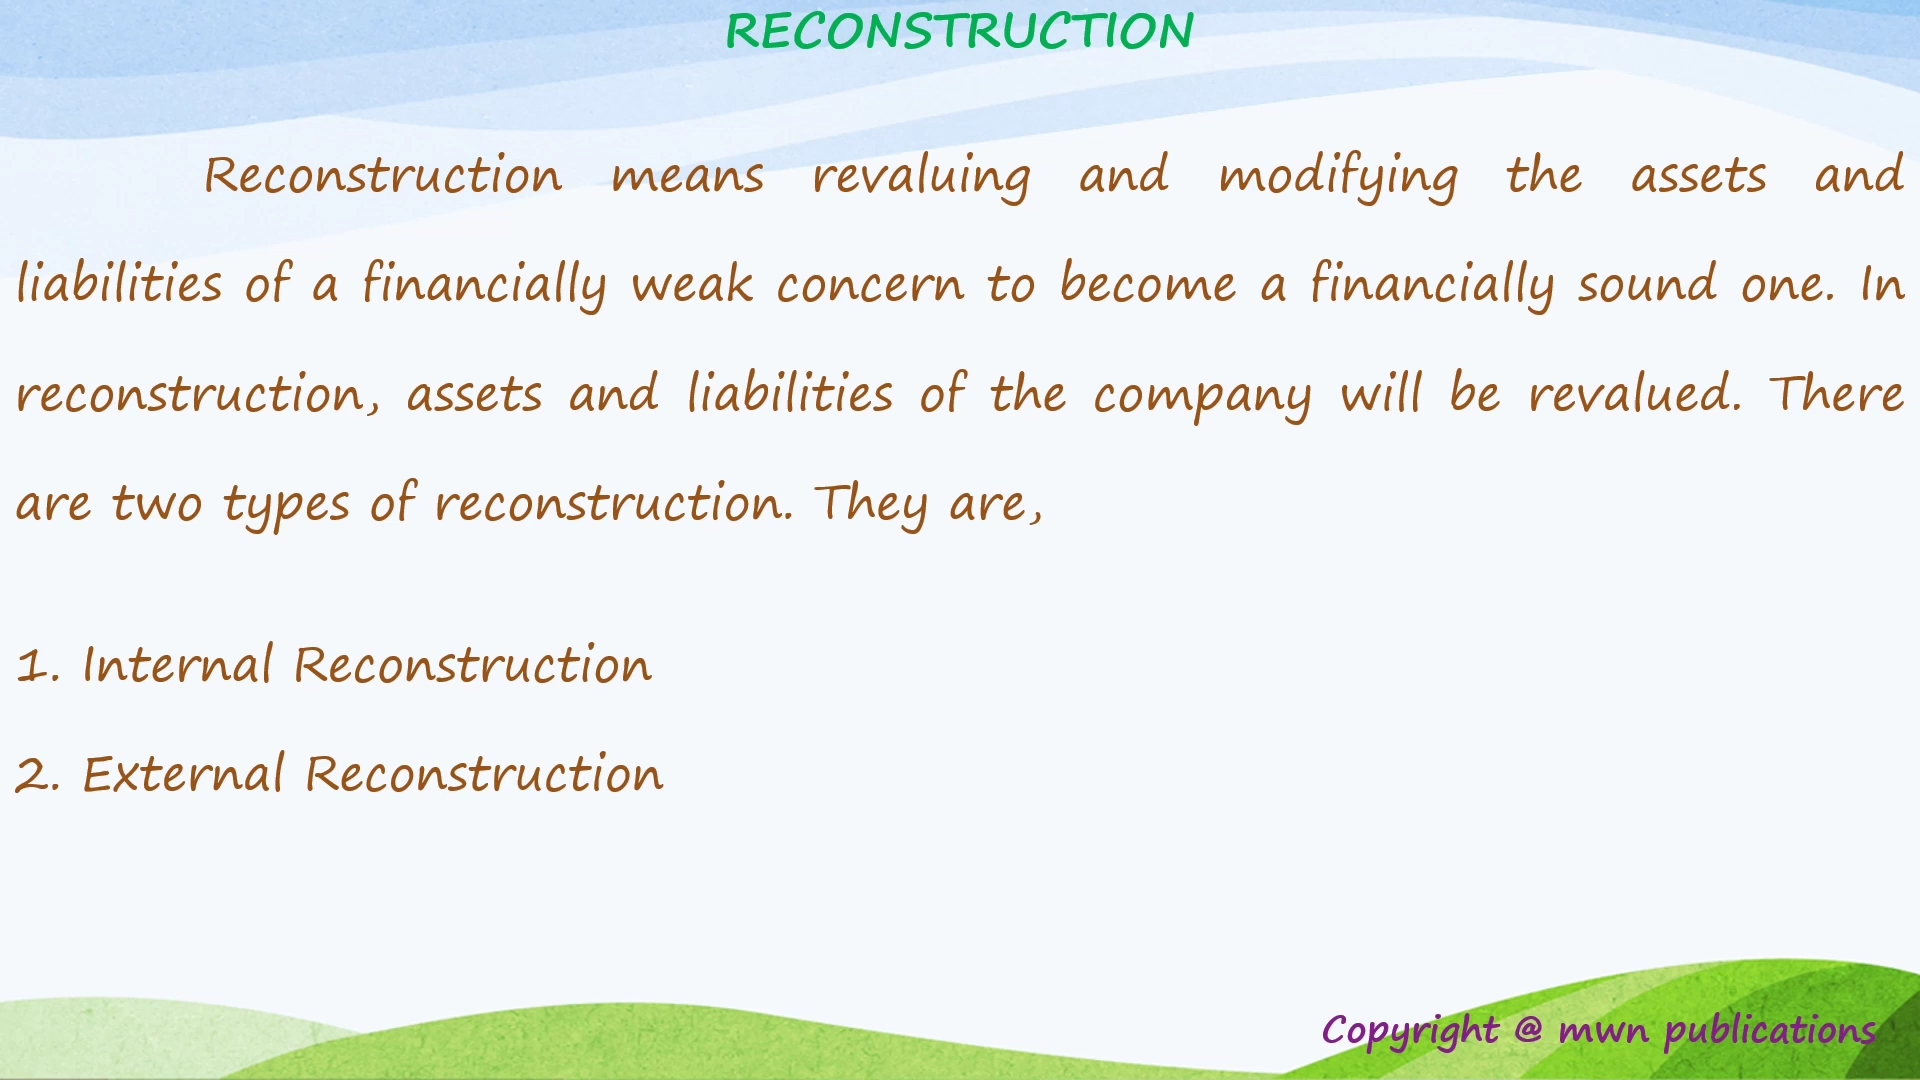 RECONSTRUCTION
Reconstruction means revaluing and modifying the assets and
liabilities of a financially weak concern to become a financially sound one. In
reconstruction, assets and liabilities of the company will be revalued. There
are two types of reconstruction. They are,
1. Internal Reconstruction
2. External Reconstruction
Copyright @ mwn publications